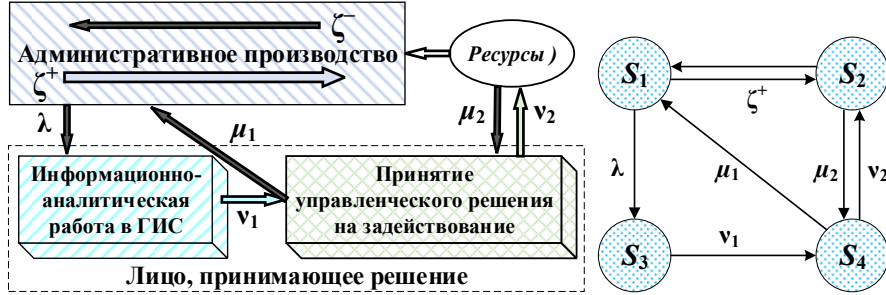 ζ⁻
Административное производство
ζ⁺
Ресурсы )
λ
μ₁
μ₂
ν₂
Информационно-
аналитическая
работа в ГИС
ν₁
Принятие
управленческого решения
на задействование
Лицо, принимающее решение
S₁
S₂
ζ⁺
λ
μ₁
μ₂
ν₂
S₃
ν₁
S₄